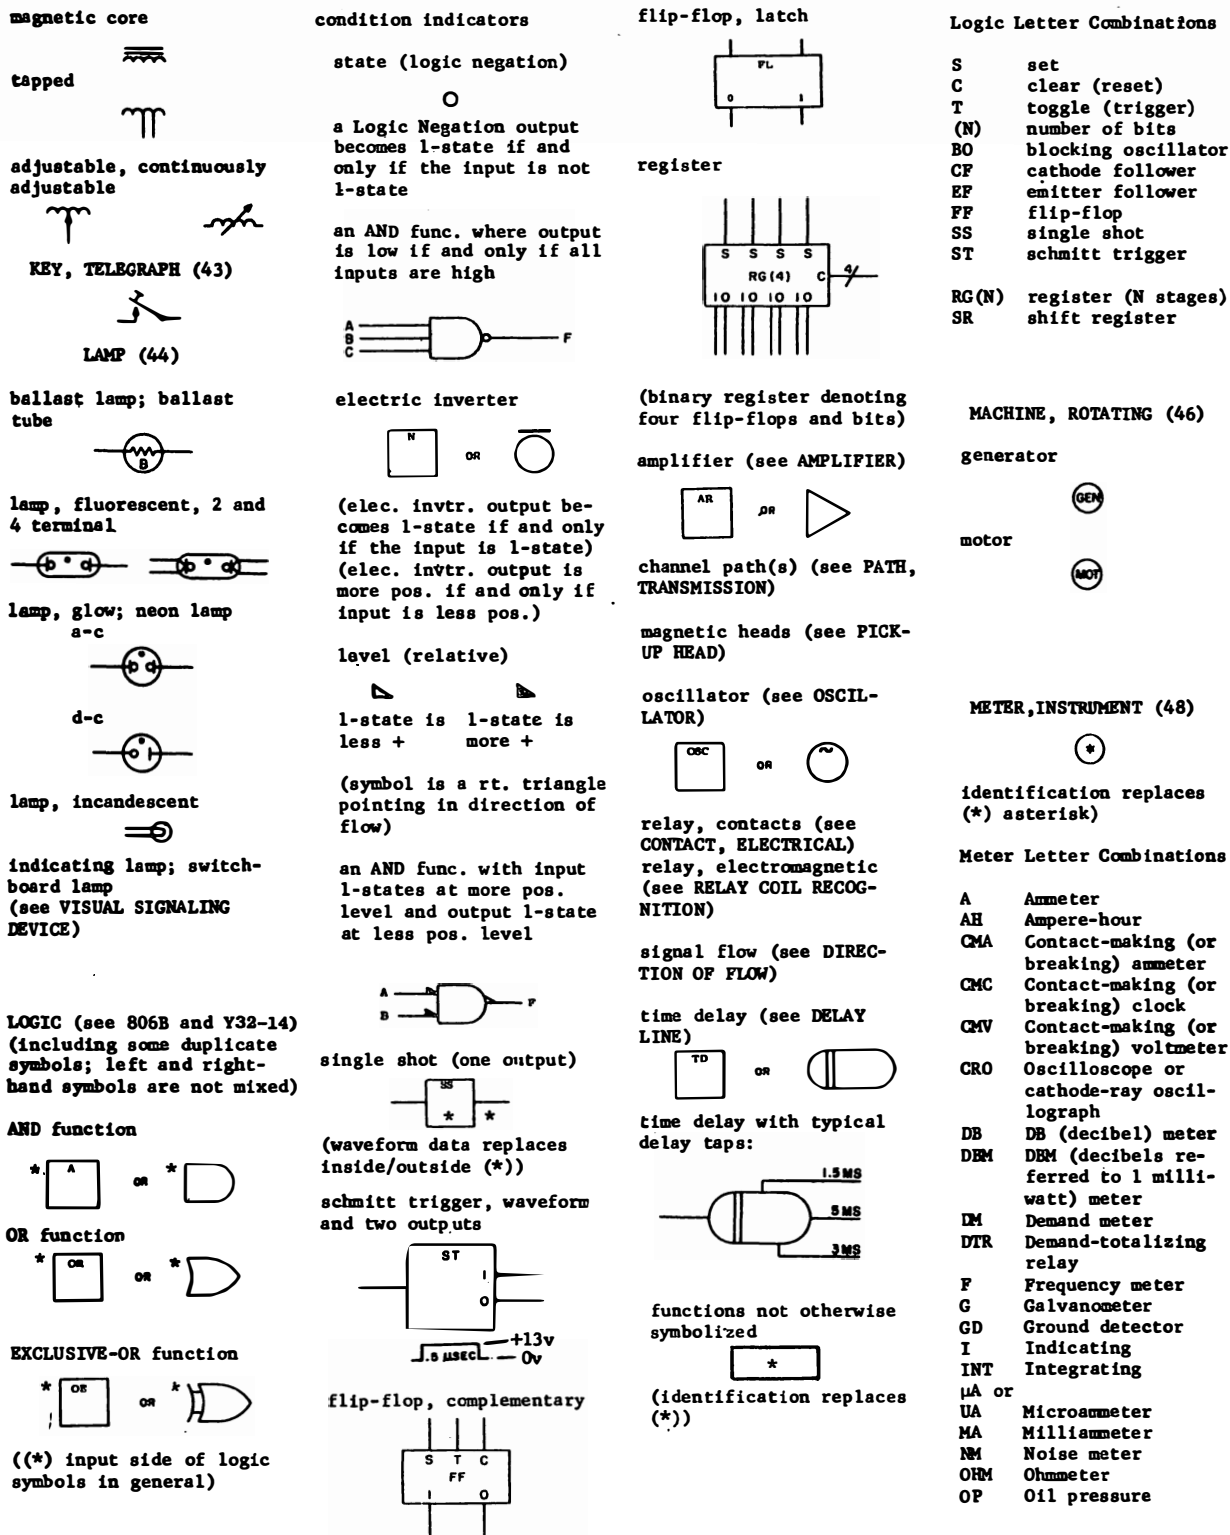 magnetic core
tapped
adjustable, continuously
adjustable
KEY, TELEGRAPH (43)
LAMP (44)
ballast lamp; ballast
tube
B
lamp, fluorescent, 2 and
4 terminal
lamp, glow; neon lamp
a-c
d-c
lamp, incandescent
indicating lamp; switch-
board lamp
(see VISUAL SIGNALING
DEVICE)
LOGIC (see 806B and Y32-14)
(including some duplicate
symbols; left and right-
hand symbols are not mixed)
AND function
* A OR *
OR function
* OR OR *
EXCLUSIVE-OR function
* OE OR *
((*) input side of logic
symbols in general)
condition indicators
state (logic negation)
a Logic Negation output
becomes 1-state if and
only if the input is not
1-state
an AND func. where output
is low if and only if all
inputs are high
A
B
C
F
electric inverter
N OR
(elec. invtr. output be-
comes 1-state if and only
if the input is 1-state)
(elec. invtr. output is
more pos. if and only if
input is less pos.)
level (relative)
1-state is 1-state is
less + more +
(symbol is a rt. triangle
pointing in direction of
flow)
an AND func. with input
1-states at more pos.
level and output 1-state
at less pos. level
A
B
F
single shot (one output)
SS
* *
(waveform data replaces
inside/outside (*))
schmitt trigger, waveform
and two outputs
ST
1
0
+13v
.5 µSEC 0v
flip-flop, complementary
S T C
FF
1 0
flip-flop, latch
FL
0 1
register
S S S S
RG(4) C 4
10 10 10 10
(binary register denoting
four flip-flops and bits)
amplifier (see AMPLIFIER)
AR OR
channel path(s) (see PATH,
TRANSMISSION)
magnetic heads (see PICK-
UP HEAD)
oscillator (see OSCIL-
LATOR)
OSC OR ~
relay, contacts (see
CONTACT, ELECTRICAL)
relay, electromagnetic
(see RELAY COIL RECOG-
NITION)
signal flow (see DIREC-
TION OF FLOW)
time delay (see DELAY
LINE)
TD OR
time delay with typical
delay taps:
1.5 MS
5 MS
3 MS
functions not otherwise
symbolized
*
(identification replaces
(*))
Logic Letter Combinations
S set
C clear (reset)
T toggle (trigger)
(N) number of bits
BO blocking oscillator
CF cathode follower
EF emitter follower
FF flip-flop
SS single shot
ST schmitt trigger
RG(N) register (N stages)
SR shift register
MACHINE, ROTATING (46)
generator
GEN
motor
MOT
METER,INSTRUMENT (48)
*
identification replaces
(*) asterisk)
Meter Letter Combinations
A Ammeter
AH Ampere-hour
CMA Contact-making (or
breaking) ammeter
CMC Contact-making (or
breaking) clock
CMV Contact-making (or
breaking) voltmeter
CRO Oscilloscope or
cathode-ray oscil-
lograph
DB DB (decibel) meter
DBM DBM (decibels re-
ferred to 1 milli-
watt) meter
DM Demand meter
DTR Demand-totalizing
relay
F Frequency meter
G Galvanometer
GD Ground detector
I Indicating
INT Integrating
µA or
UA Microammeter
MA Milliammeter
NM Noise meter
OHM Ohmmeter
OP Oil pressure